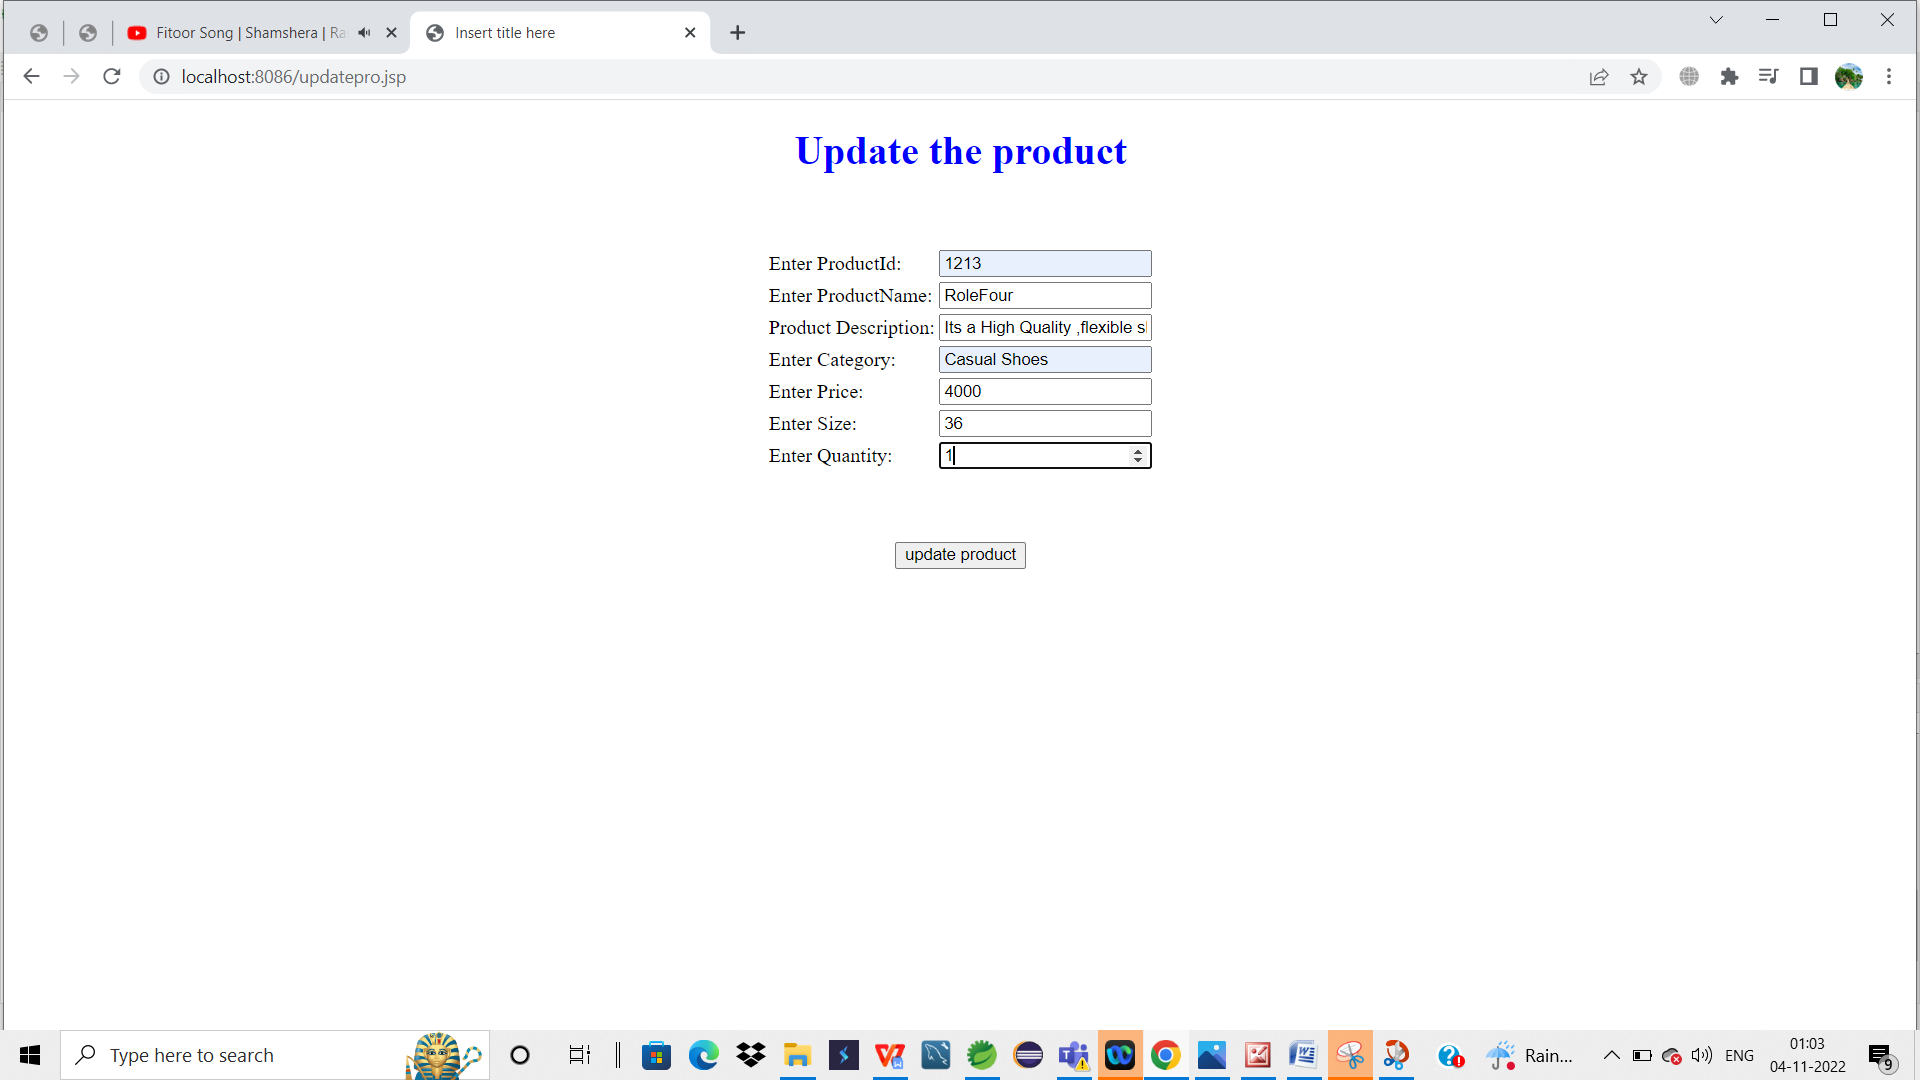 Fitoor Song | Shamshera | Ra
Insert title here
localhost:8086/updatepro.jsp
Update the product
Enter ProductId: 1213
Enter ProductName: RoleFour
Product Description: Its a High Quality ,flexible s
Enter Category: Casual Shoes
Enter Price: 4000
Enter Size: 36
Enter Quantity: 1
update product
Type here to search
Rain...
ENG
01:03
04-11-2022
9